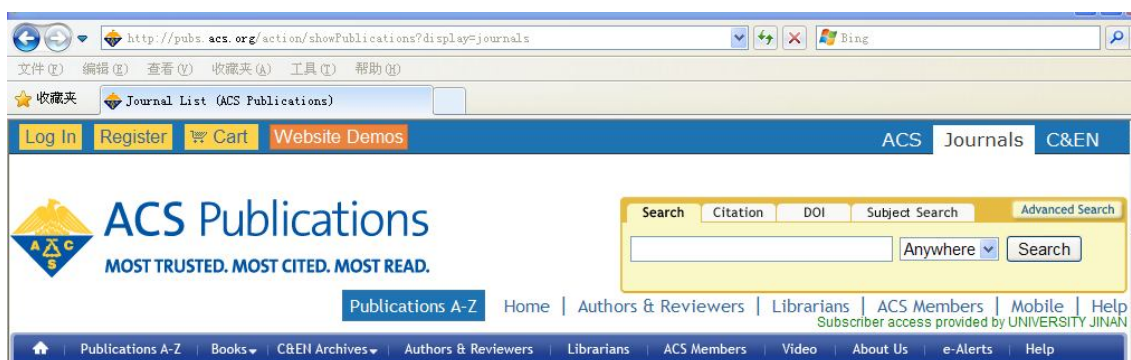 http://pubs.acs.org/action/showPublications?display=journals
Bing
文件(F) 编辑(E) 查看(V) 收藏夹(A) 工具(T) 帮助(H)
收藏夹 Journal List (ACS Publications)
Log In Register Cart Website Demos ACS Journals C&EN
ACS Publications
MOST TRUSTED. MOST CITED. MOST READ.
Search Citation DOI Subject Search Advanced Search
Anywhere Search
Publications A-Z Home | Authors & Reviewers | Librarians | ACS Members | Mobile | Help
Subscriber access provided by UNIVERSITY JINAN
Publications A-Z | Books | C&EN Archives | Authors & Reviewers | Librarians | ACS Members | Video | About Us | e-Alerts | Help